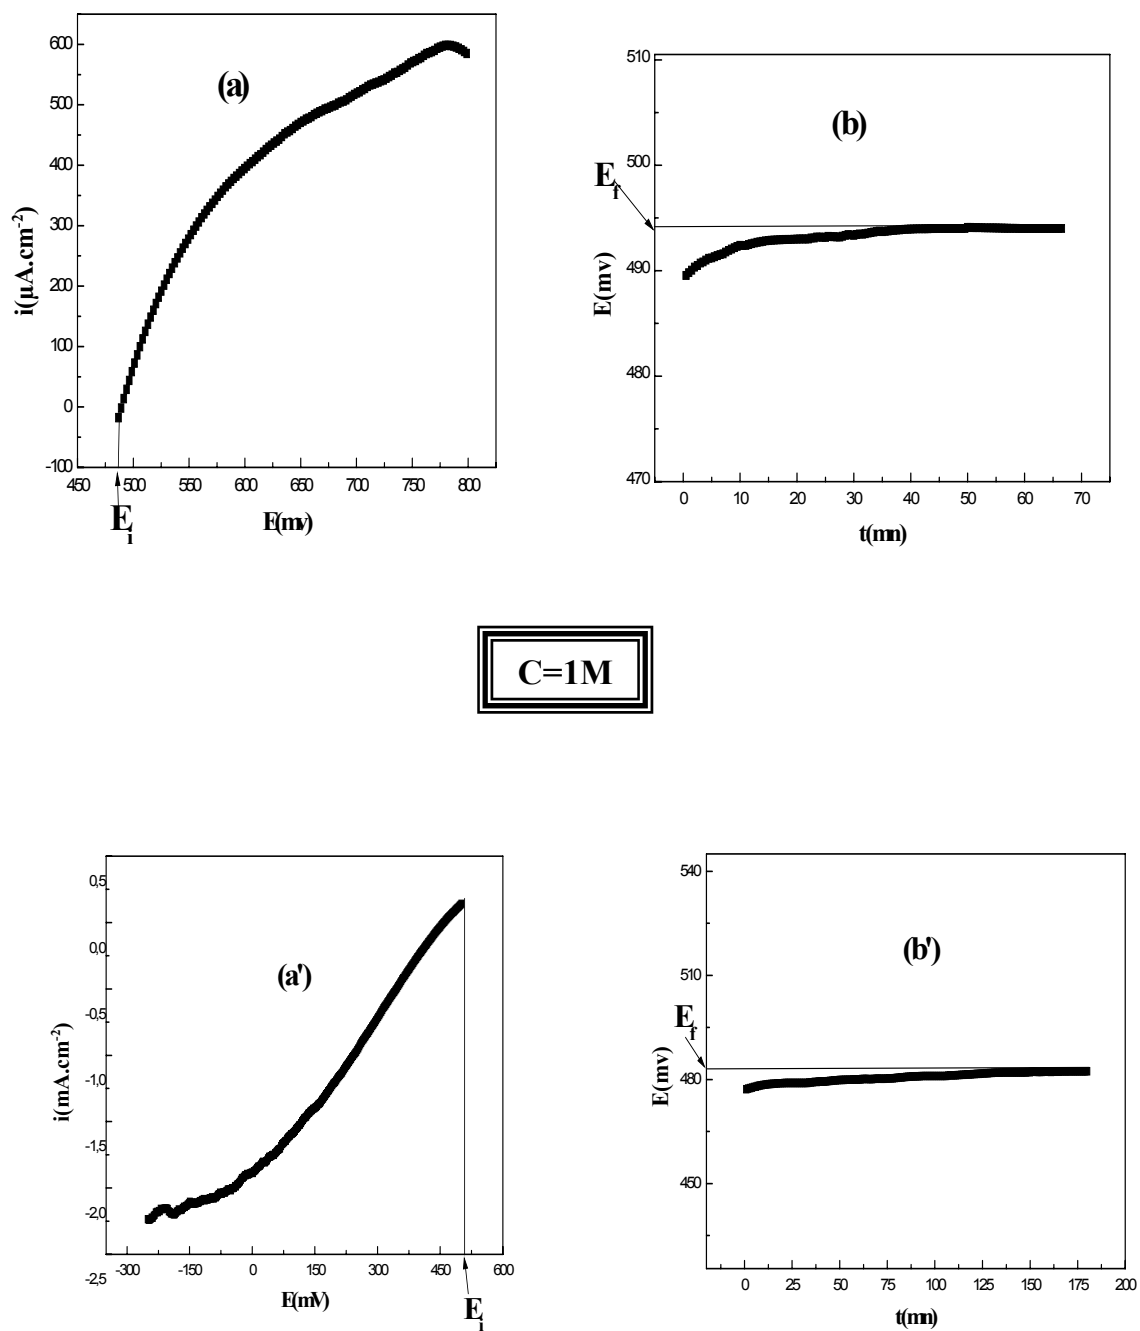 (a)
600
500
400
300
200
100
0
-100
i(µA.cm-2)
450 500 550 600 650 700 750 800
E(mv)
Ei
(b)
510
500
490
480
470
Ef
E(mv)
0 10 20 30 40 50 60 70
t(mn)
C=1M
(a')
0,5
0,0
-0,5
-1,0
-1,5
-2,0
-2,5
i(mA.cm-2)
-300 -150 0 150 300 450 600
E(mV)
Ei
(b')
540
510
480
450
Ef
E(mv)
0 25 50 75 100 125 150 175 200
t(mn)